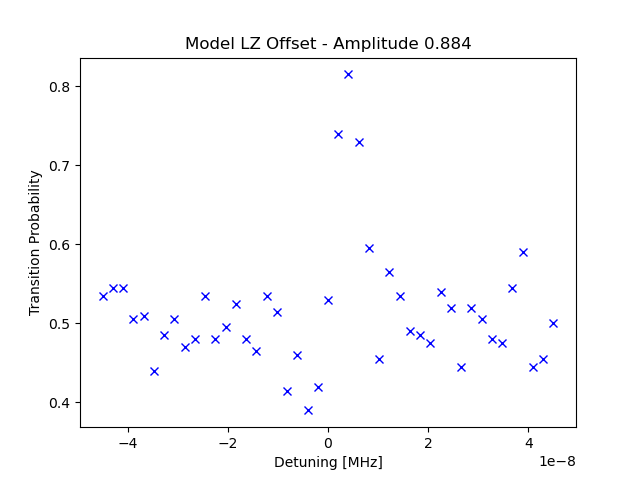 Model LZ Offset - Amplitude 0.884
Transition Probability
0.8
0.7
0.6
0.5
0.4
−4
−2
0
2
4
1e−8
Detuning [MHz]